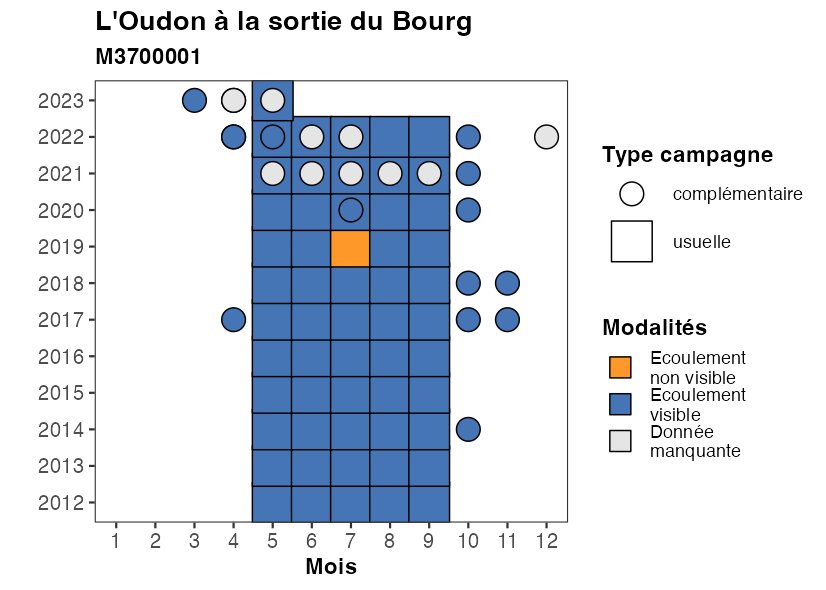 L'Oudon à la sortie du Bourg
M3700001
2023
2022
2021
2020
2019
2018
2017
2016
2015
2014
2013
2012
1 2 3 4 5 6 7 8 9 10 11 12
Mois
Type campagne
complémentaire
usuelle
Modalités
Ecoulement
non visible
Ecoulement
visible
Donnée
manquante